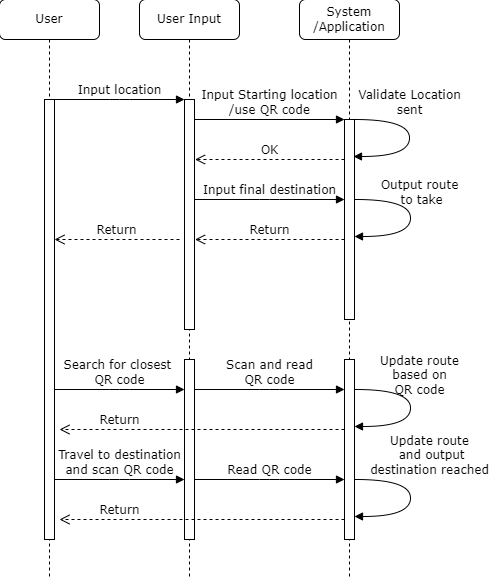 User
User Input
System
/Application
Input location
Input Starting location
/use QR code
Validate Location
sent
OK
Input final destination
Output route
to take
Return
Return
Search for closest
QR code
Scan and read
QR code
Update route
based on
QR code
Return
Travel to destination
and scan QR code
Read QR code
Update route
and output
destination reached
Return